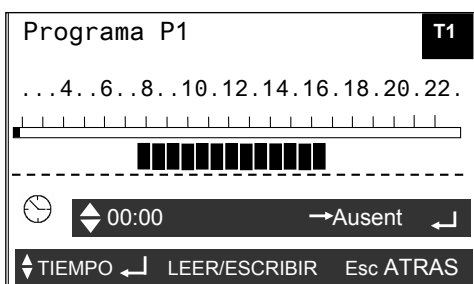 Programa P1 T1
...4..6..8..10.12.14.16.18.20.22.
00:00 →Ausent
TIEMPO LEER/ESCRIBIR Esc ATRAS